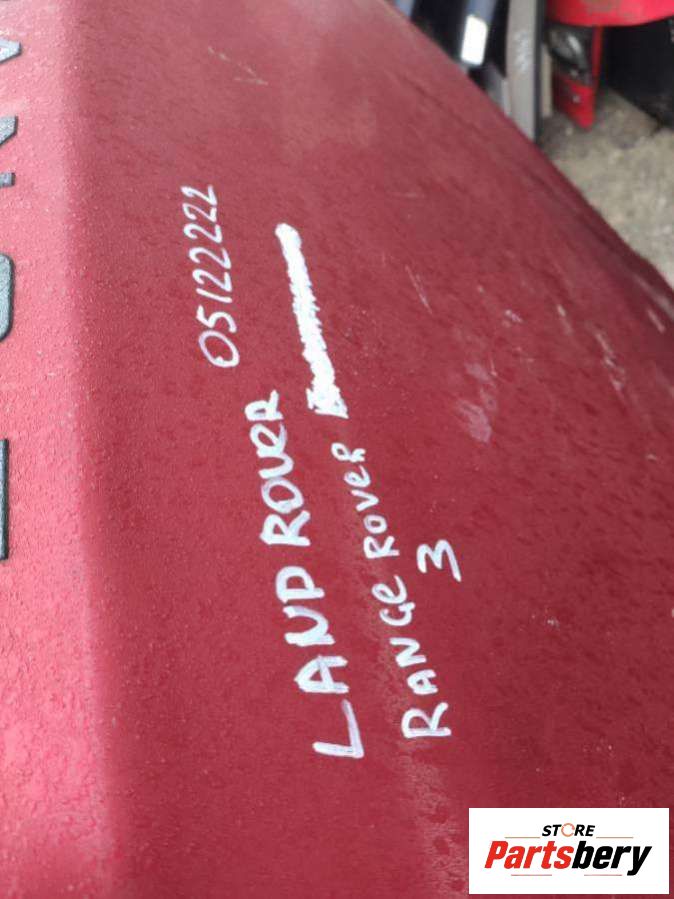 05122222
LAND ROVER
RANGE ROVER
3
STORE
Partsbery